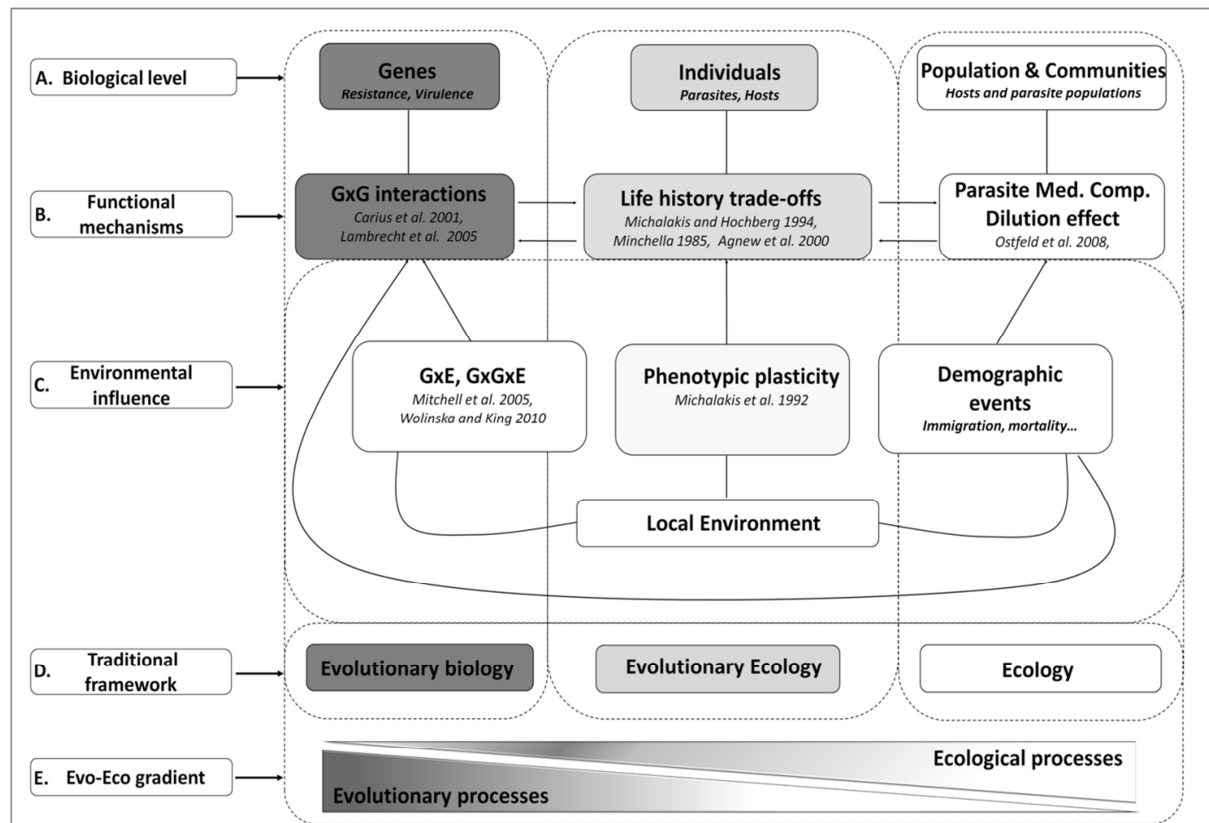 A. Biological level
Genes
Resistance, Virulence
Individuals
Parasites, Hosts
Population & Communities
Hosts and parasite populations
B. Functional
mechanisms
GxG interactions
Carius et al. 2001,
Lambrecht et al. 2005
Life history trade-offs
Michalakis and Hochberg 1994,
Minchella 1985, Agnew et al. 2000
Parasite Med. Comp.
Dilution effect
Ostfeld et al. 2008,
C. Environmental
influence
GxE, GxGxE
Mitchell et al. 2005,
Wolinska and King 2010
Phenotypic plasticity
Michalakis et al. 1992
Demographic
events
Immigration, mortality...
Local Environment
D. Traditional
framework
Evolutionary biology
Evolutionary Ecology
Ecology
E. Evo-Eco gradient
Ecological processes
Evolutionary processes